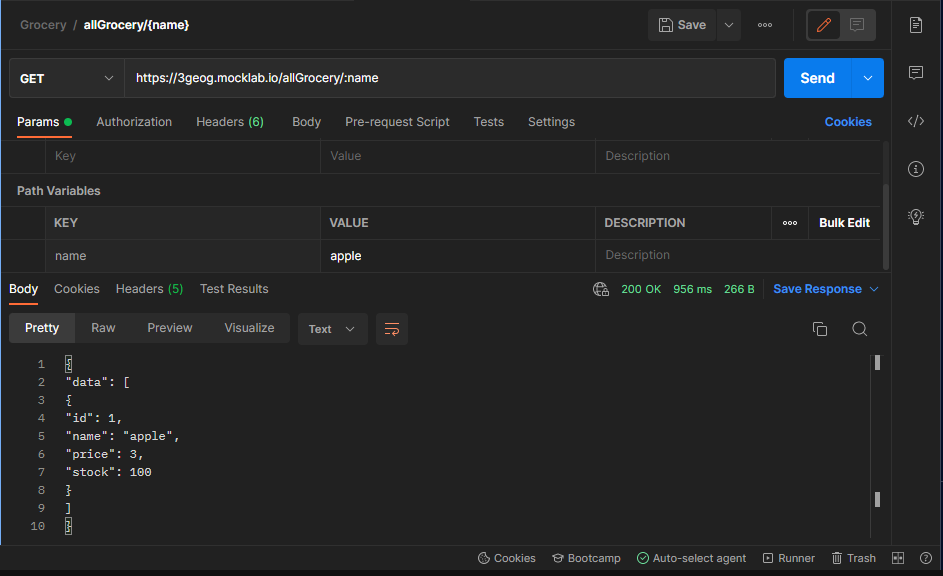 Grocery / allGrocery/{name}
Save
GET https://3geog.mocklab.io/allGrocery/:name Send
Params Authorization Headers (6) Body Pre-request Script Tests Settings Cookies
Key Value Description
Path Variables
KEY VALUE DESCRIPTION Bulk Edit
name apple Description
Body Cookies Headers (5) Test Results 200 OK 956 ms 266 B Save Response
Pretty Raw Preview Visualize Text
1 {
2 "data": [
3 {
4 "id": 1,
5 "name": "apple",
6 "price": 3,
7 "stock": 100
8 }
9 ]
10 }
Cookies Bootcamp Auto-select agent Runner Trash